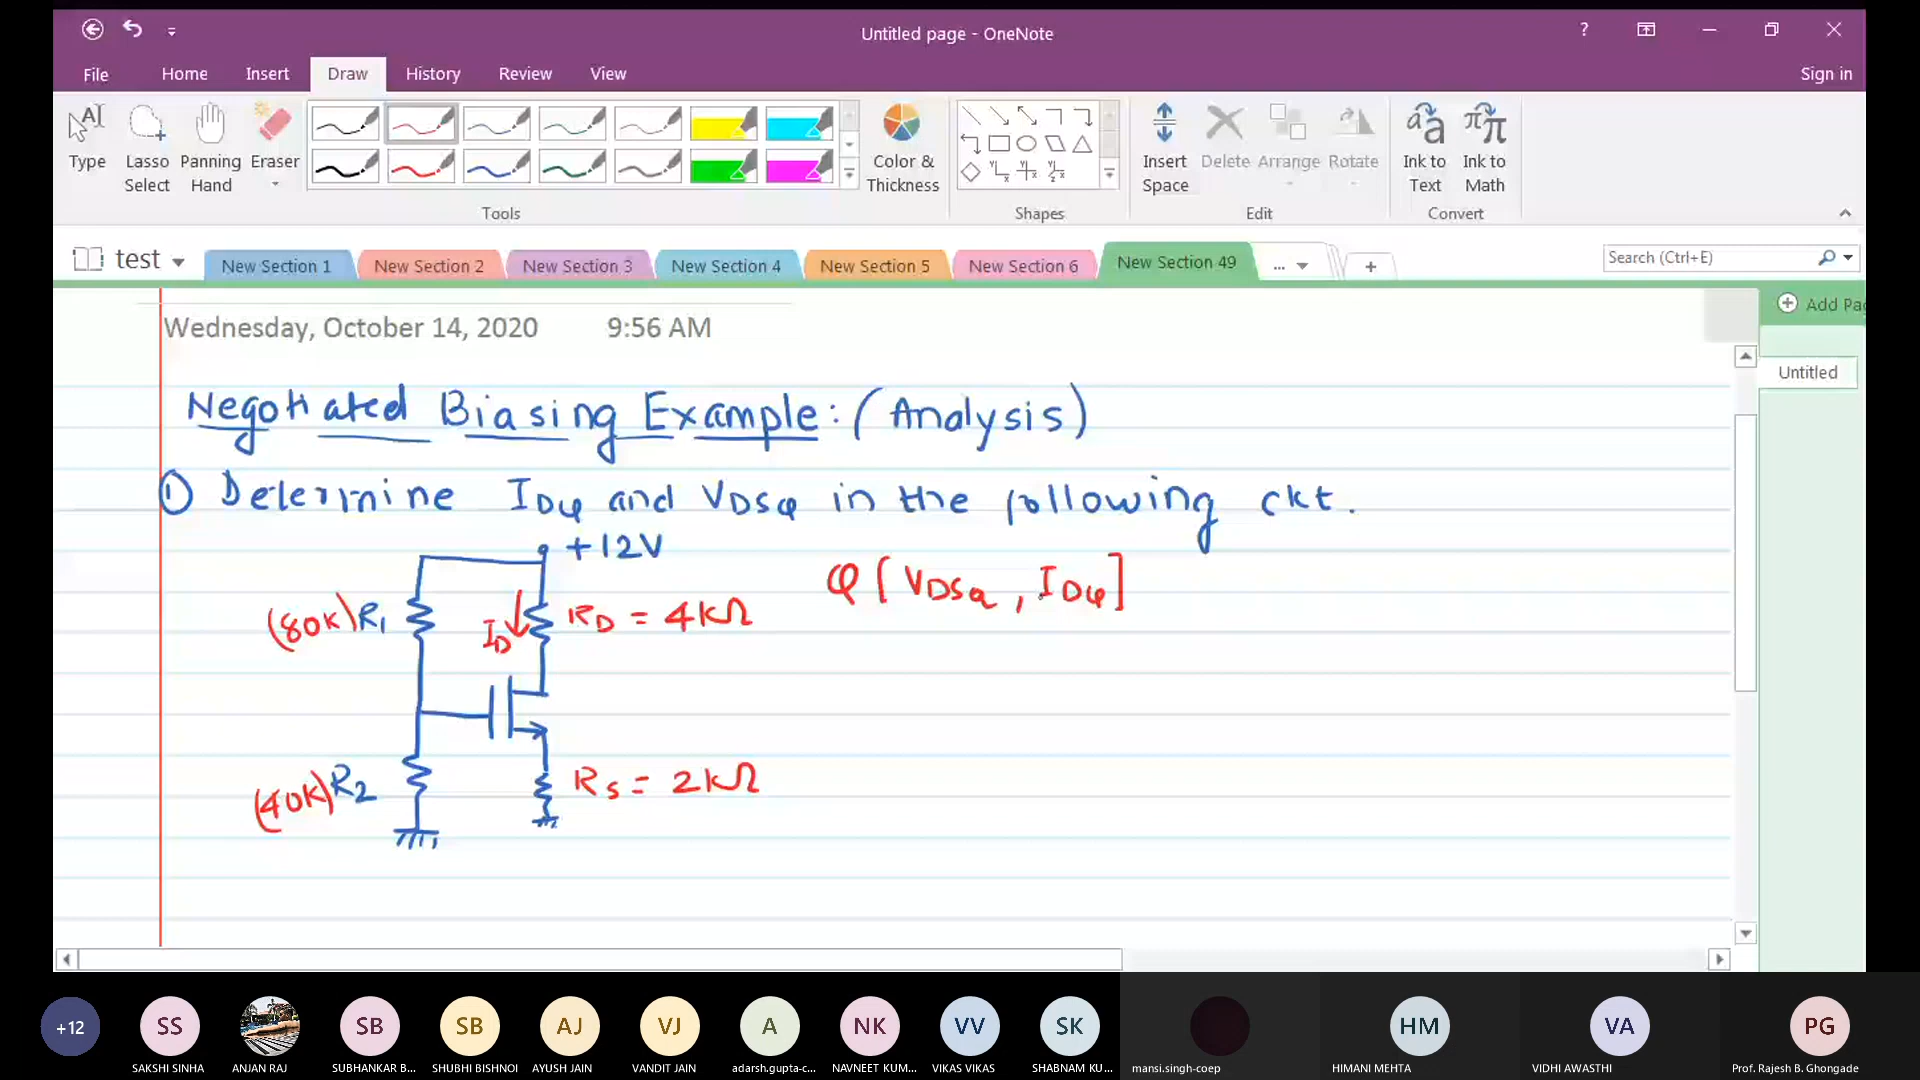 Untitled page - OneNote
?
File Home Insert Draw History Review View Sign in
Type
Lasso Select
Panning Hand
Eraser
Color & Thickness
Insert Space
Delete
Arrange
Rotate
Ink to Text
Ink to Math
Tools
Shapes
Edit
Convert
test New Section 1 New Section 2 New Section 3 New Section 4 New Section 5 New Section 6 New Section 49 ... +
Search (Ctrl+E)
Add Pa
Untitled
Wednesday, October 14, 2020 9:56 AM
Negotiated Biasing Example: (Analysis)
① Determine IDQ and VDSQ in the following ckt.
+12V
Q [VDSQ, IDQ]
(80K) R1
ID
RD = 4kΩ
(40K) R2
RS = 2kΩ
+12
SS SB SB AJ VJ A NK VV SK HM VA PG
SAKSHI SINHA ANJAN RAJ SUBHANKAR B... SHUBHI BISHNOI AYUSH JAIN VANDIT JAIN adarsh.gupta-c... NAVNEET KUM... VIKAS VIKAS SHABNAM KU... mansi.singh-coep HIMANI MEHTA VIDHI AWASTHI Prof. Rajesh B. Ghongade